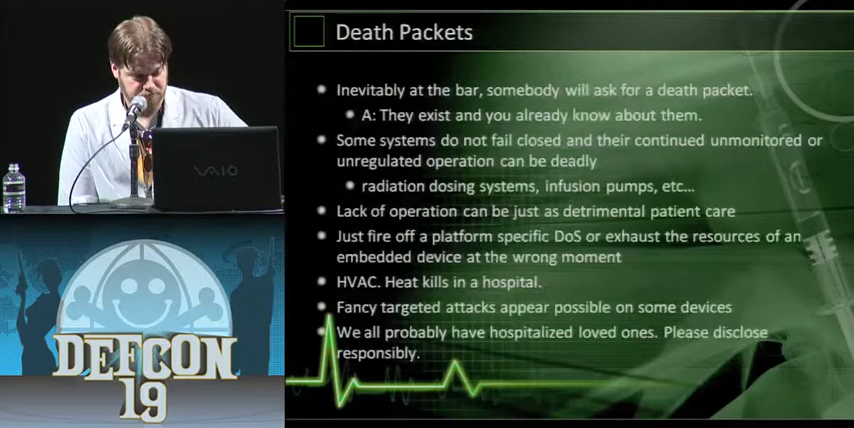 Death Packets
Inevitably at the bar, somebody will ask for a death packet.
A: They exist and you already know about them.
Some systems do not fail closed and their continued unmonitored or
unregulated operation can be deadly
radiation dosing systems, infusion pumps, etc...
Lack of operation can be just as detrimental patient care
Just fire off a platform specific DoS or exhaust the resources of an
embedded device at the wrong moment
HVAC. Heat kills in a hospital.
Fancy targeted attacks appear possible on some devices
We all probably have hospitalized loved ones. Please disclose
responsibly.
VAIO
DEFCON
19